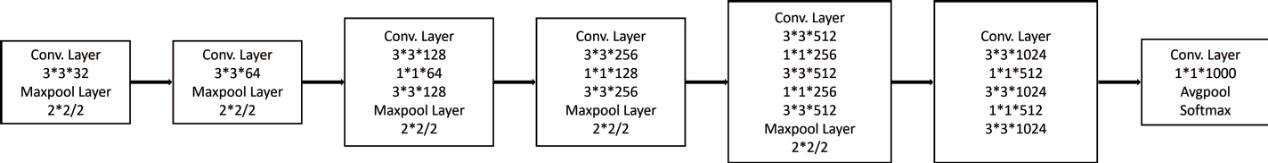 Conv. Layer
3*3*32
Maxpool Layer
2*2/2
Conv. Layer
3*3*64
Maxpool Layer
2*2/2
Conv. Layer
3*3*128
1*1*64
3*3*128
Maxpool Layer
2*2/2
Conv. Layer
3*3*256
1*1*128
3*3*256
Maxpool Layer
2*2/2
Conv. Layer
3*3*512
1*1*256
3*3*512
1*1*256
3*3*512
Maxpool Layer
2*2/2
Conv. Layer
3*3*1024
1*1*512
3*3*1024
1*1*512
3*3*1024
Conv. Layer
1*1*1000
Avgpool
Softmax